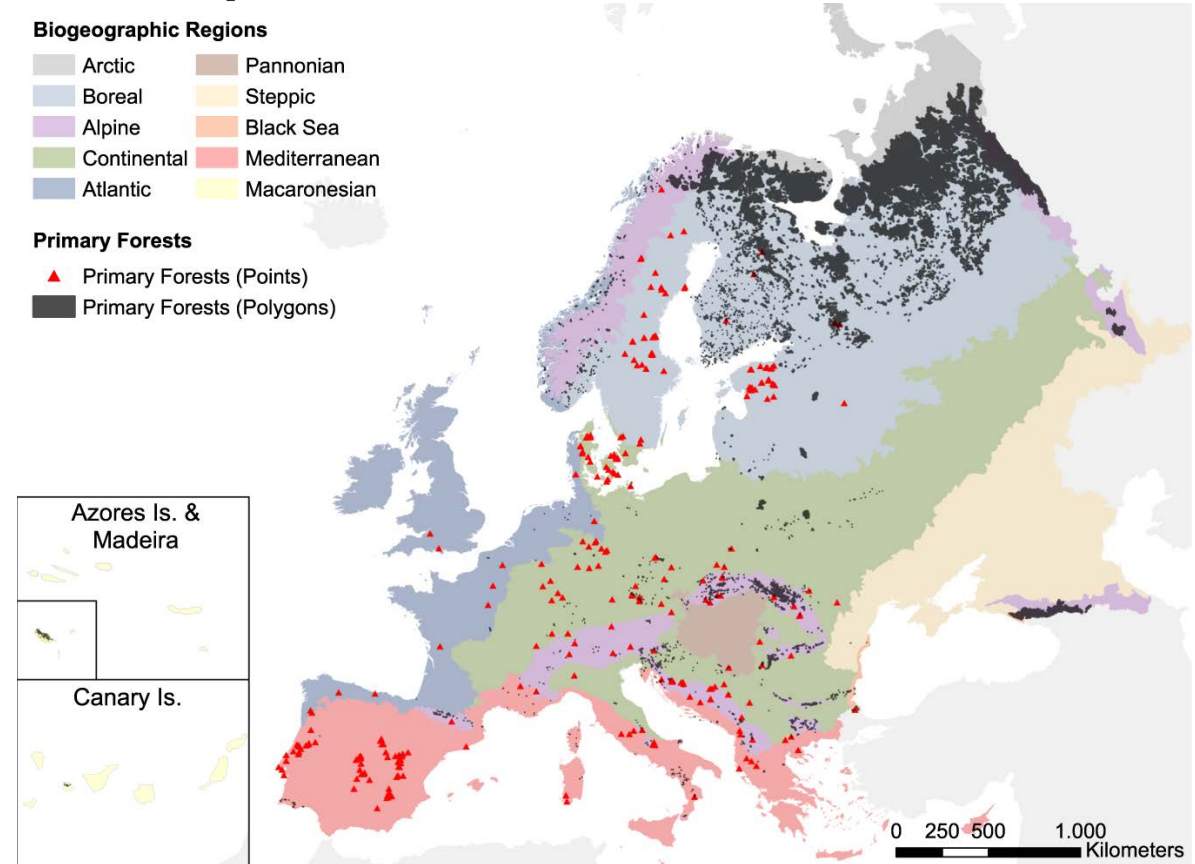 Biogeographic Regions
Arctic
Boreal
Alpine
Continental
Atlantic
Pannonian
Steppic
Black Sea
Mediterranean
Macaronesian
Primary Forests
Primary Forests (Points)
Primary Forests (Polygons)
Azores Is. &
Madeira
Canary Is.
0 250 500 1.000
Kilometers